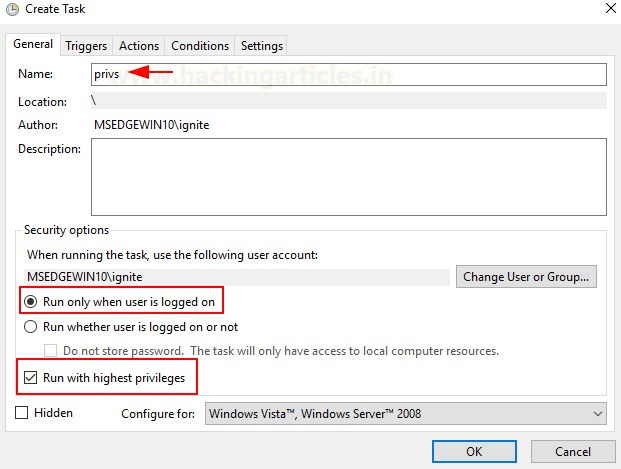 Create Task
General Triggers Actions Conditions Settings
www.hackingarticles.in
Name: privs
Location: \
Author: MSEDGEWIN10\ignite
Description:
Security options
When running the task, use the following user account:
MSEDGEWIN10\ignite Change User or Group...
Run only when user is logged on
Run whether user is logged on or not
Do not store password. The task will only have access to local computer resources.
Run with highest privileges
Hidden Configure for: Windows Vista™, Windows Server™ 2008
OK Cancel